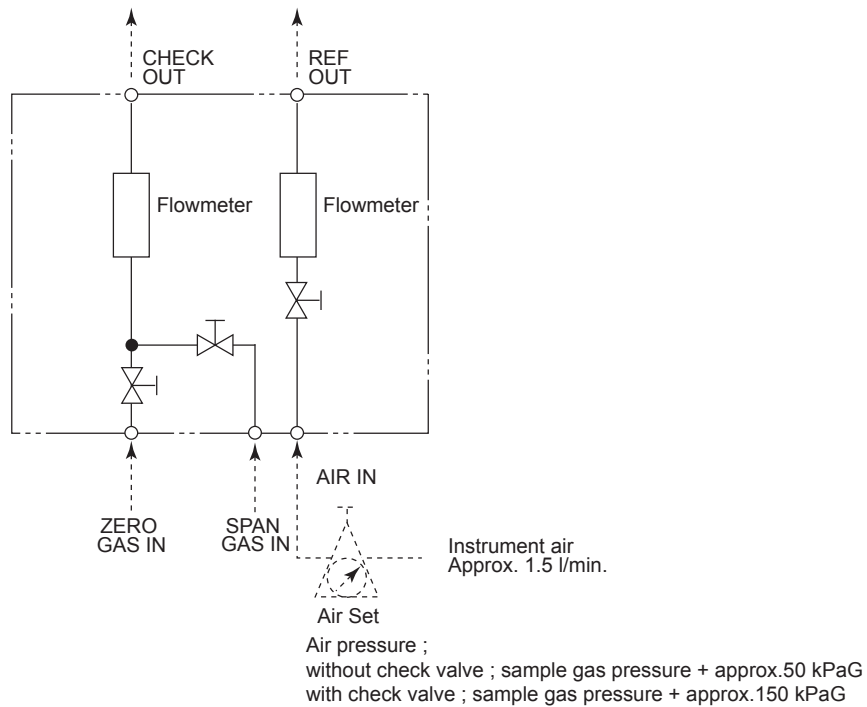 CHECK
OUT
REF
OUT
Flowmeter
Flowmeter
AIR IN
ZERO
GAS IN
SPAN
GAS IN
Instrument air
Approx. 1.5 l/min.
Air Set
Air pressure ;
without check valve ; sample gas pressure + approx.50 kPaG
with check valve ; sample gas pressure + approx.150 kPaG